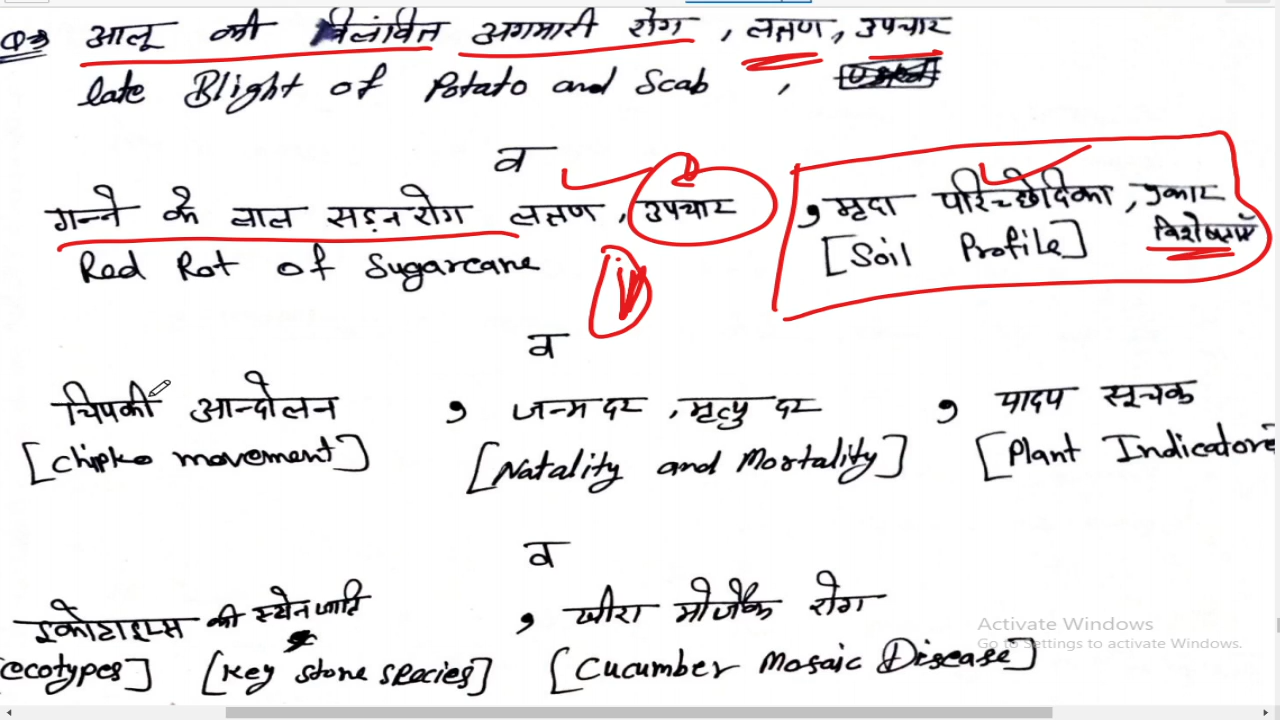 Q→ आलू की विलंबित अगमारी रोग, लक्षण, उपचार
late Blight of Potato and Scab,
व
गन्ने के लाल सड़न रोग लक्षण, उपचार, मृदा परिच्छेदिका, प्रकार विशेषताएँ
Red Rot of Sugarcane [Soil Profile]
व
चिपको आन्दोलन, जन्म दर, मृत्यु दर, पादप सूचक
[chipko movement] [Natality and Mortality] [Plant Indicators
व
इकोटाइप्स की स्टोन जाति, खीरा मोजेक रोग
ecotypes] [Key stone species] [Cucumber Mosaic Disease]
Activate Windows
Go to Settings to activate Windows.